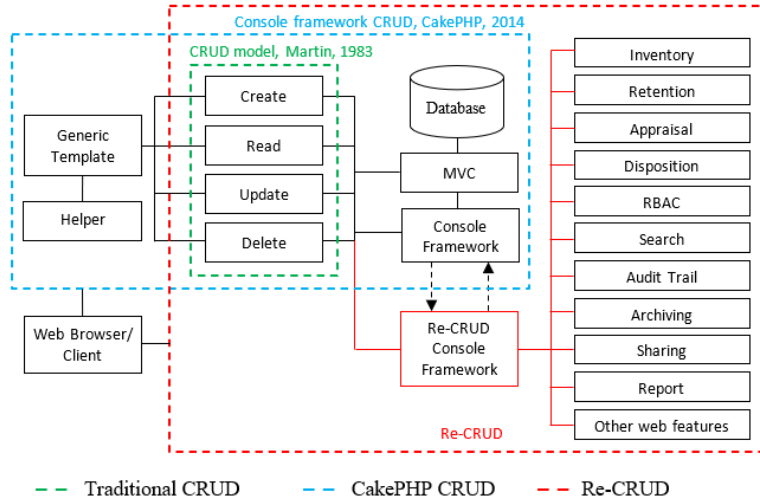 Console framework CRUD, CakePHP, 2014
CRUD model, Martin, 1983
Generic
Template
Helper
Web Browser/
Client
Create
Read
Update
Delete
Database
MVC
Console
Framework
Re-CRUD
Console
Framework
Inventory
Retention
Appraisal
Disposition
RBAC
Search
Audit Trail
Archiving
Sharing
Report
Other web features
Re-CRUD
Traditional CRUD
CakePHP CRUD
Re-CRUD